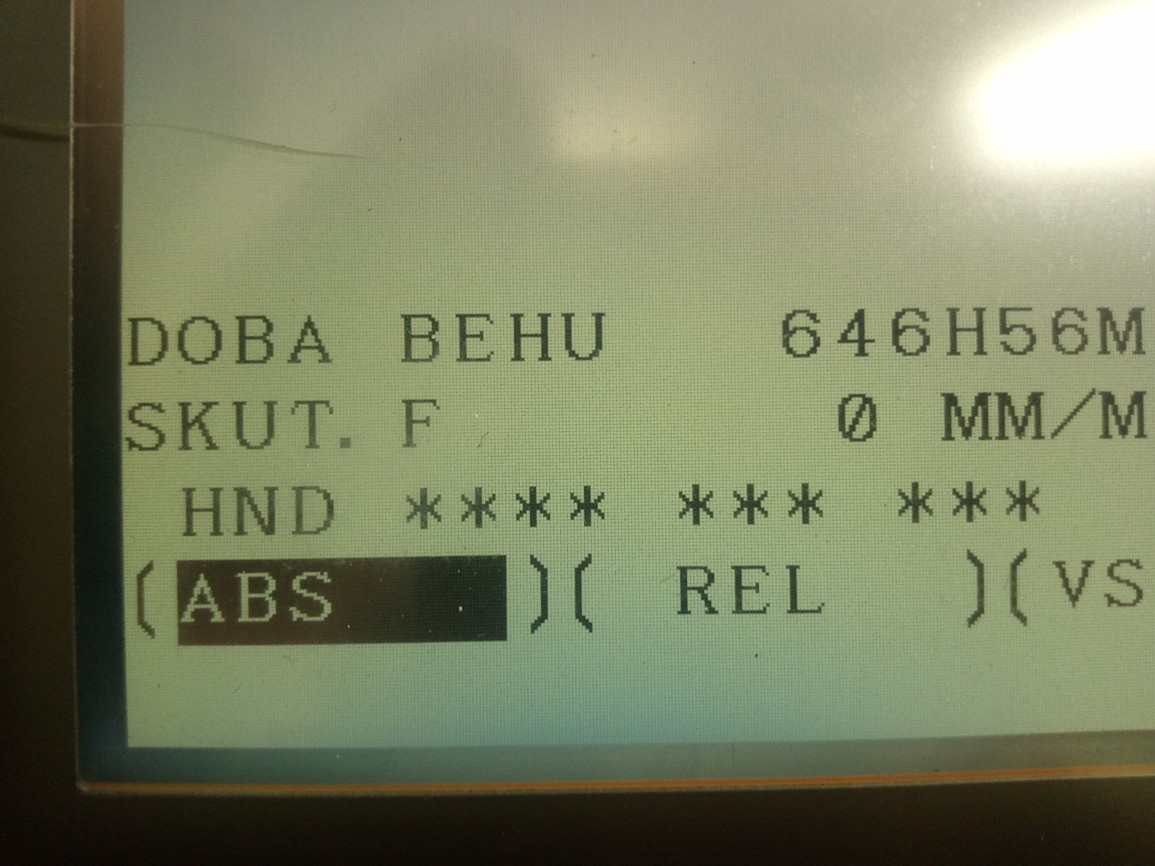 DOBA BEHU 646H56M
SKUT. F 0 MM/M
HND **** *** ***
(ABS )( REL )(VS